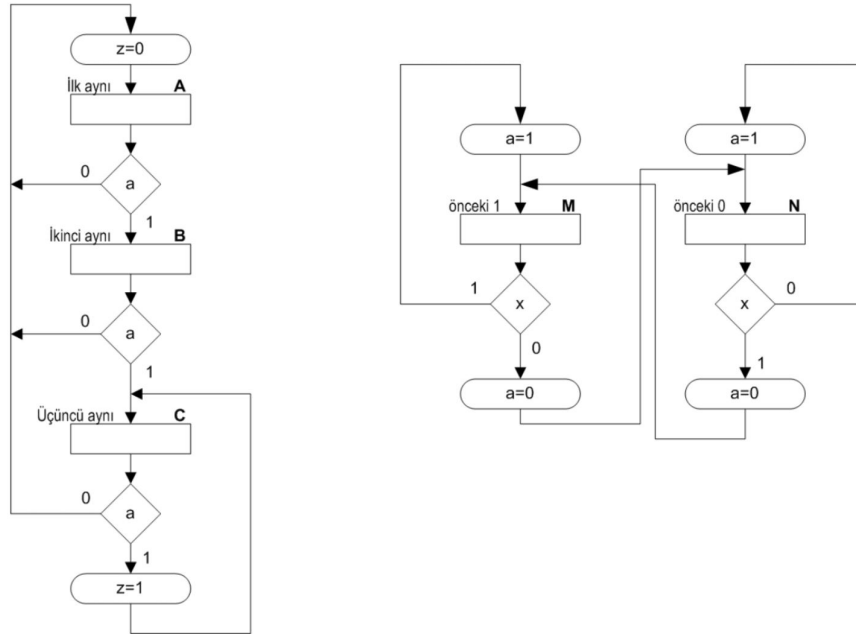 z=0
İlk aynı A
a
0
1
İkinci aynı B
a
0
1
Üçüncü aynı C
a
0
1
z=1
a=1
önceki 1 M
x
1
0
a=0
a=1
önceki 0 N
x
0
1
a=0